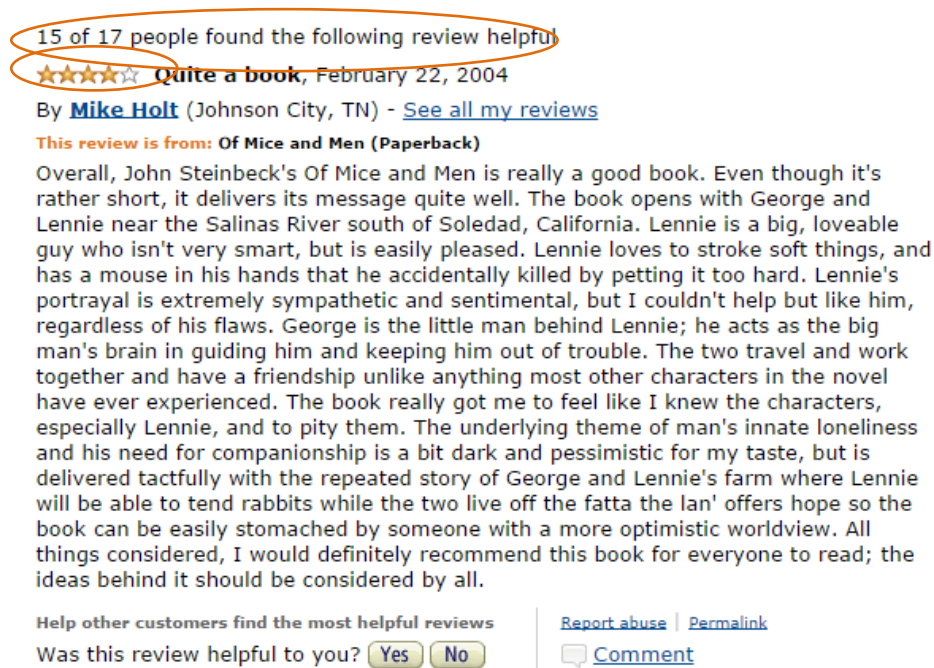 15 of 17 people found the following review helpful
Quite a book, February 22, 2004
By Mike Holt (Johnson City, TN) - See all my reviews
This review is from: Of Mice and Men (Paperback)
Overall, John Steinbeck's Of Mice and Men is really a good book. Even though it's
rather short, it delivers its message quite well. The book opens with George and
Lennie near the Salinas River south of Soledad, California. Lennie is a big, loveable
guy who isn't very smart, but is easily pleased. Lennie loves to stroke soft things, and
has a mouse in his hands that he accidentally killed by petting it too hard. Lennie's
portrayal is extremely sympathetic and sentimental, but I couldn't help but like him,
regardless of his flaws. George is the little man behind Lennie; he acts as the big
man's brain in guiding him and keeping him out of trouble. The two travel and work
together and have a friendship unlike anything most other characters in the novel
have ever experienced. The book really got me to feel like I knew the characters,
especially Lennie, and to pity them. The underlying theme of man's innate loneliness
and his need for companionship is a bit dark and pessimistic for my taste, but is
delivered tactfully with the repeated story of George and Lennie's farm where Lennie
will be able to tend rabbits while the two live off the fatta the lan' offers hope so the
book can be easily stomached by someone with a more optimistic worldview. All
things considered, I would definitely recommend this book for everyone to read; the
ideas behind it should be considered by all.
Help other customers find the most helpful reviews
Was this review helpful to you? Yes No
Report abuse | Permalink
Comment